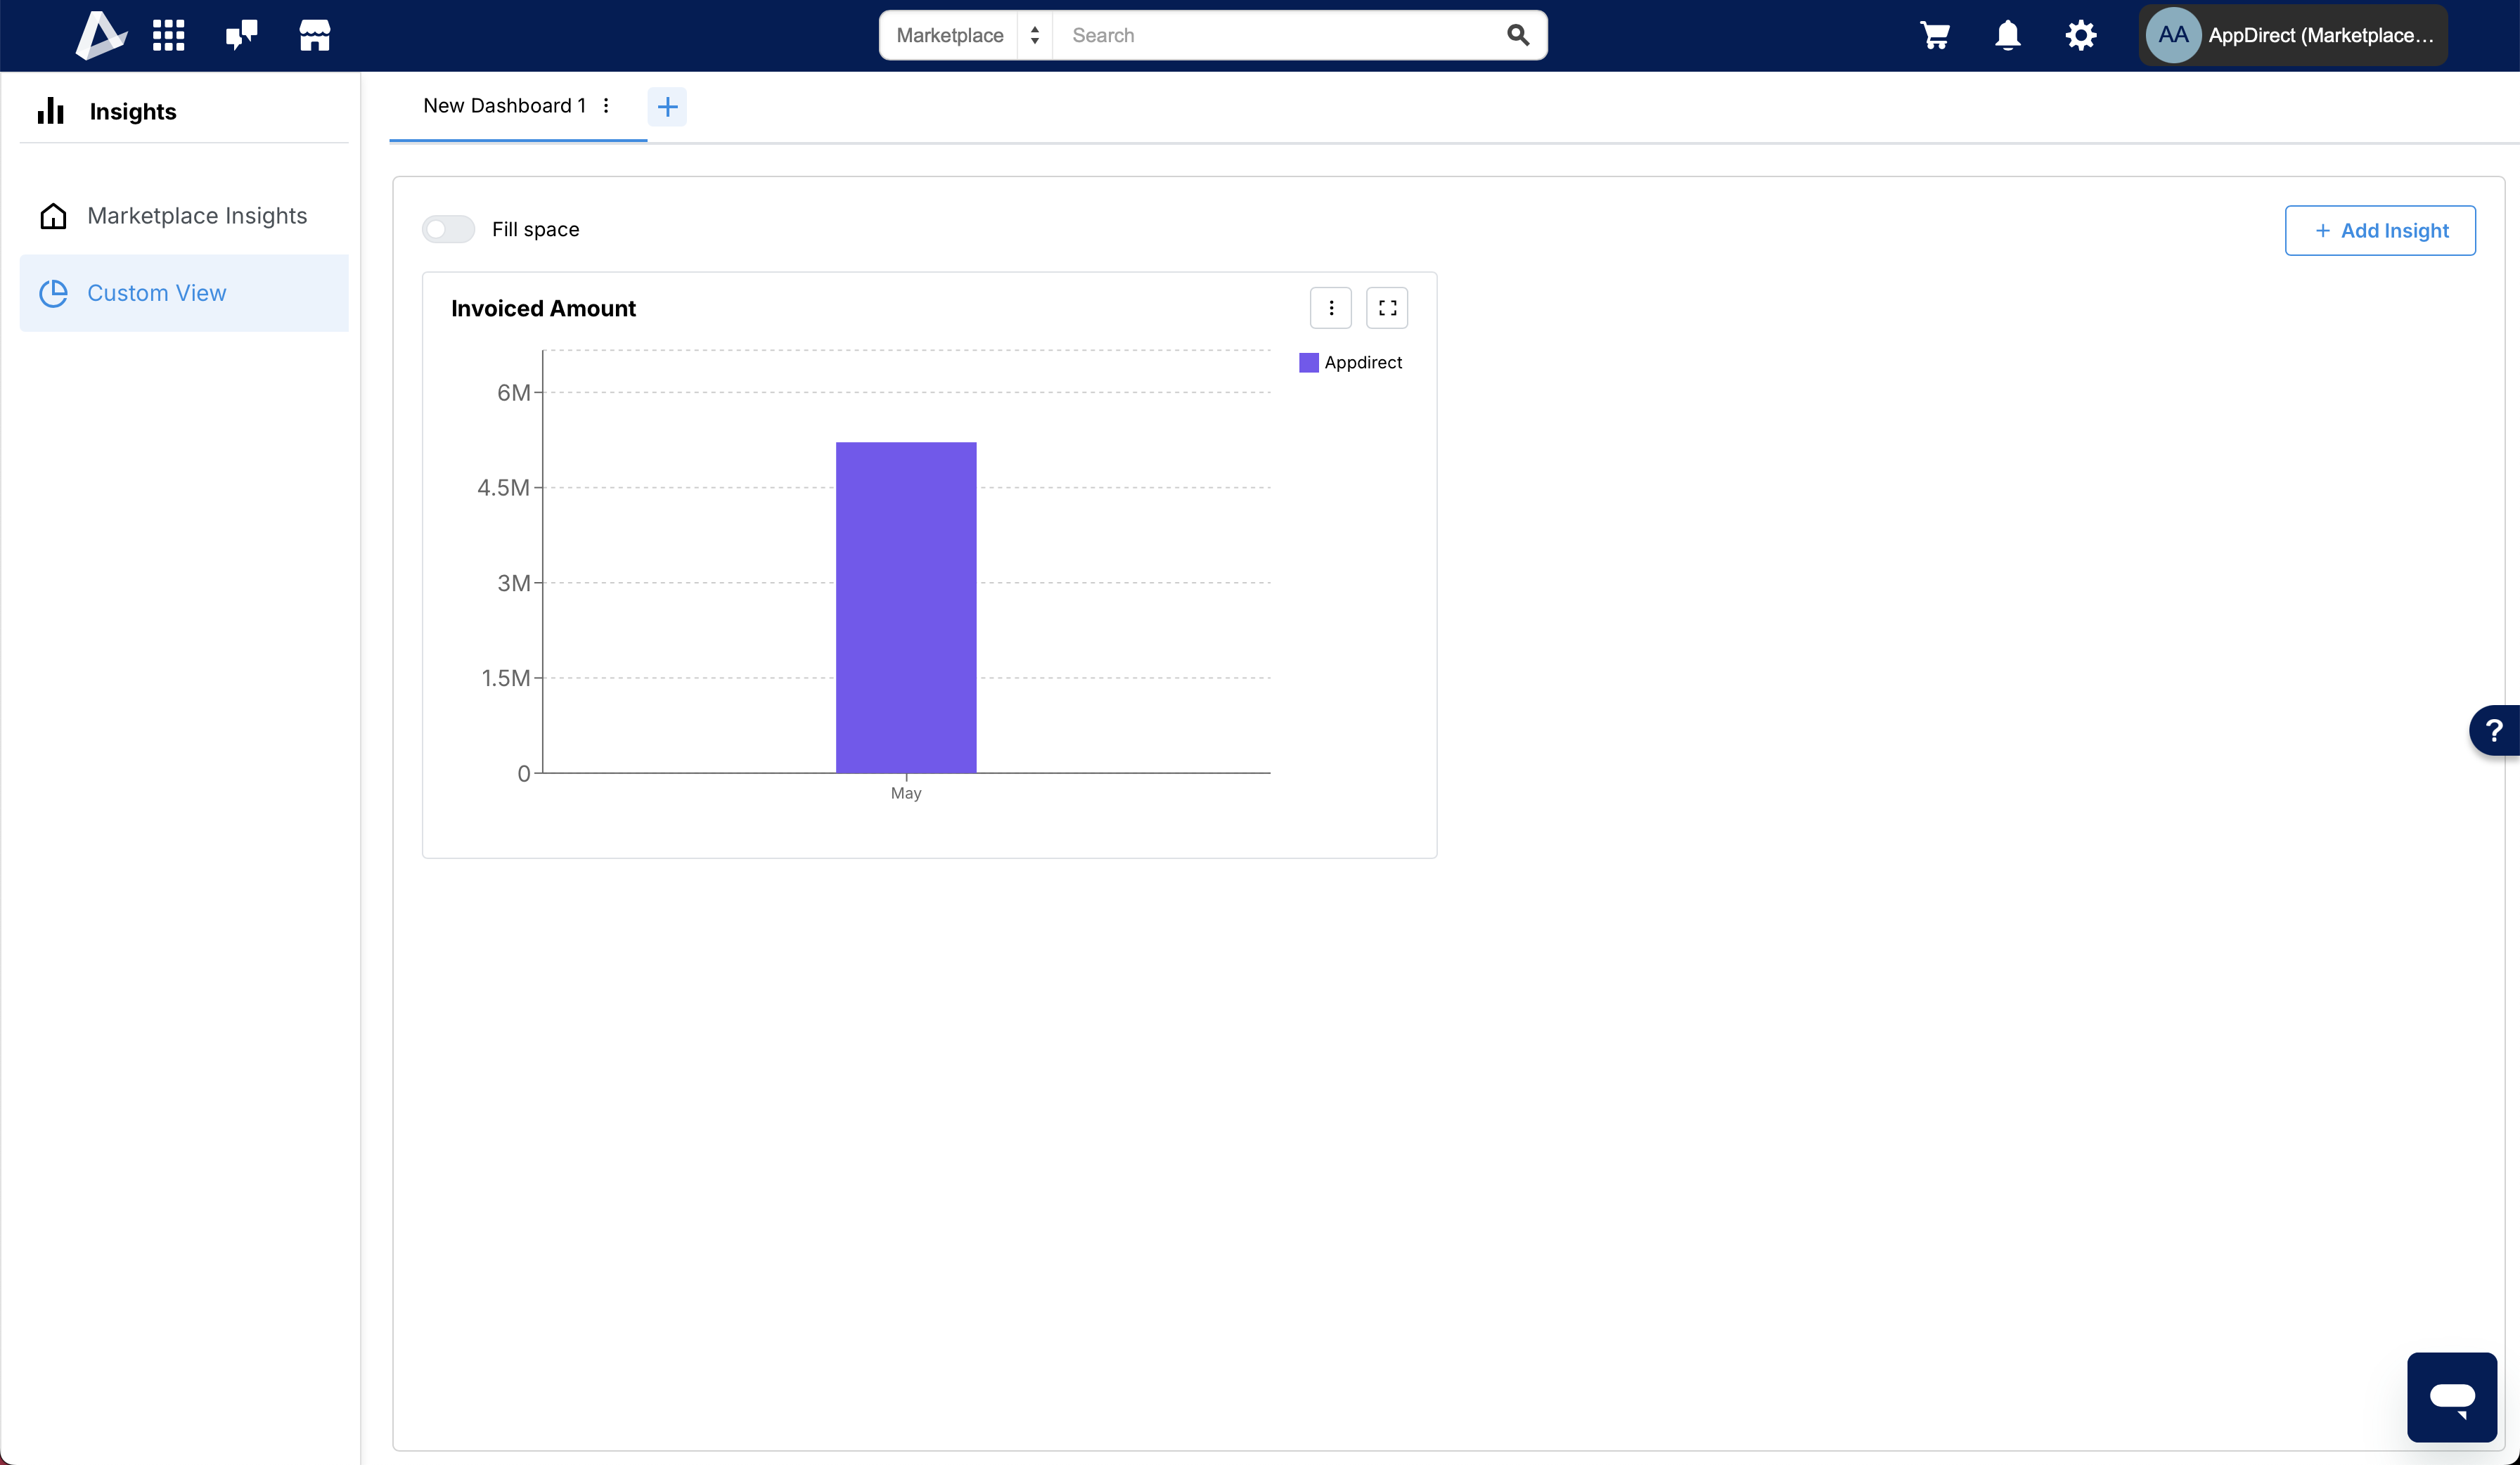 Marketplace
Search
AA
AppDirect (Marketplace...
Insights
Marketplace Insights
Custom View
New Dashboard 1
+
Fill space
+ Add Insight
Invoiced Amount
Appdirect
6M
4.5M
3M
1.5M
0
May
?